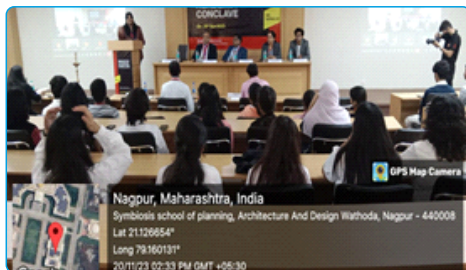 CONCLAVE
GPS Map Camera
Nagpur, Maharashtra, India
Symbiosis school of planning, Architecture And Design Wathoda, Nagpur - 440008
Lat 21.126654°
Long 79.160131°
20/11/23 02:33 PM GMT +05:30